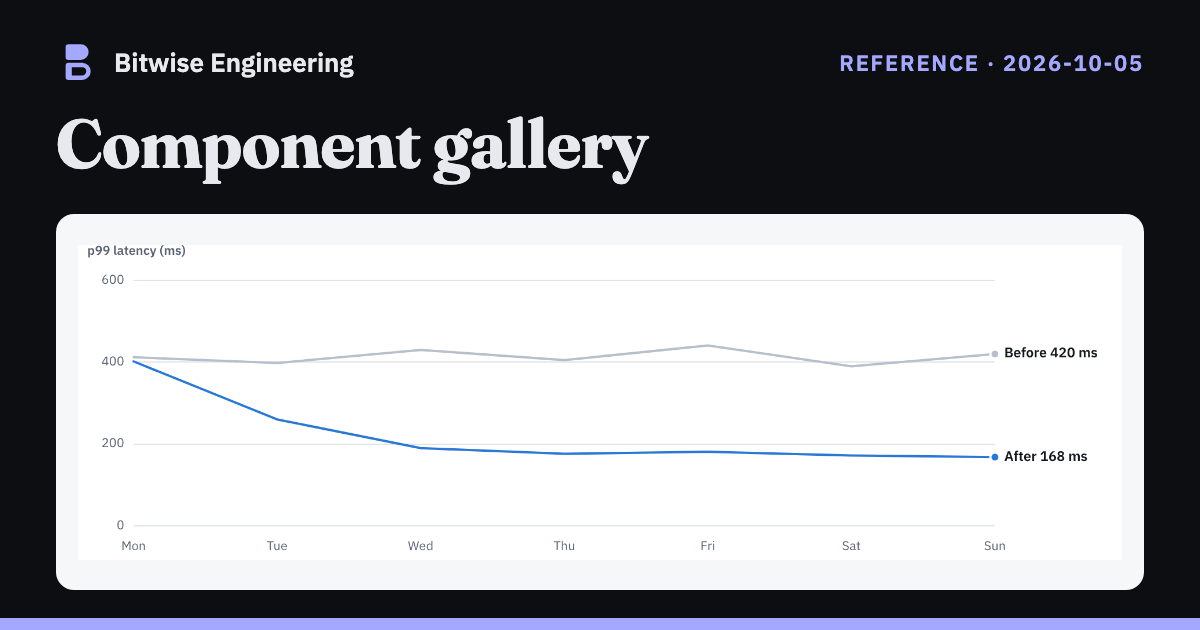 Bitwise Engineering
REFERENCE · 2026-10-05
Component gallery
p99 latency (ms)
600
400
200
0
Before 420 ms
After 168 ms
Mon Tue Wed Thu Fri Sat Sun